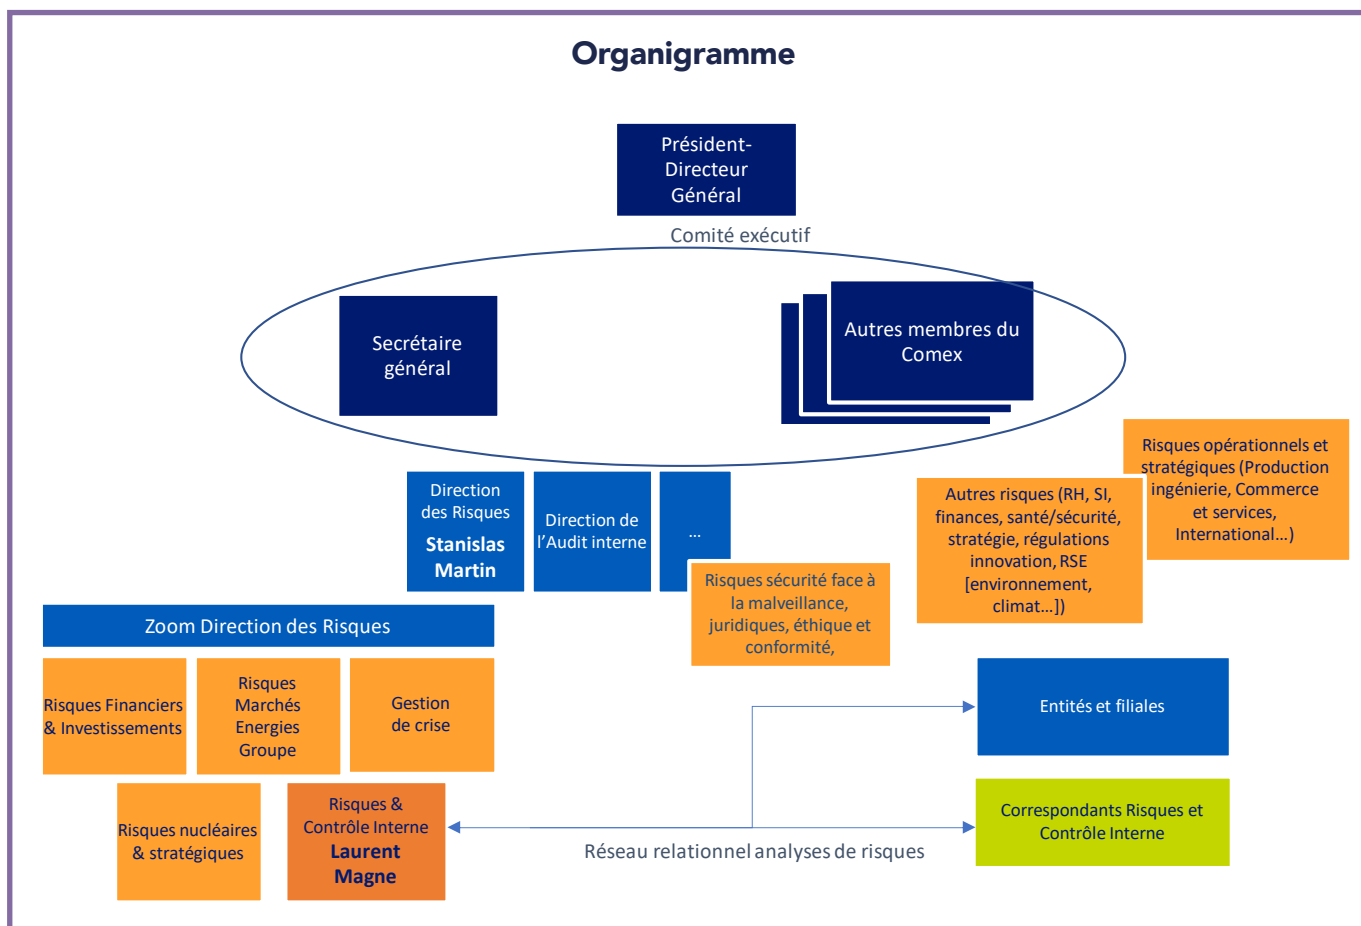 Organigramme
Président-
Directeur
Général
Comité exécutif
Secrétaire
général
Autres membres du
Comex
Risques opérationnels et
stratégiques (Production
ingénierie, Commerce
et services,
International…)
Autres risques (RH, SI,
finances, santé/sécurité,
stratégie, régulations
innovation, RSE
[environnement,
climat…])
Direction
des Risques
Stanislas
Martin
Direction de
l'Audit interne
…
Risques sécurité face à
la malveillance,
juridiques, éthique et
conformité,
Zoom Direction des Risques
Risques Financiers
& Investissements
Risques
Marchés
Energies
Groupe
Gestion
de crise
Entités et filiales
Risques nucléaires
& stratégiques
Risques &
Contrôle Interne
Laurent
Magne
Réseau relationnel analyses de risques
Correspondants Risques et
Contrôle Interne